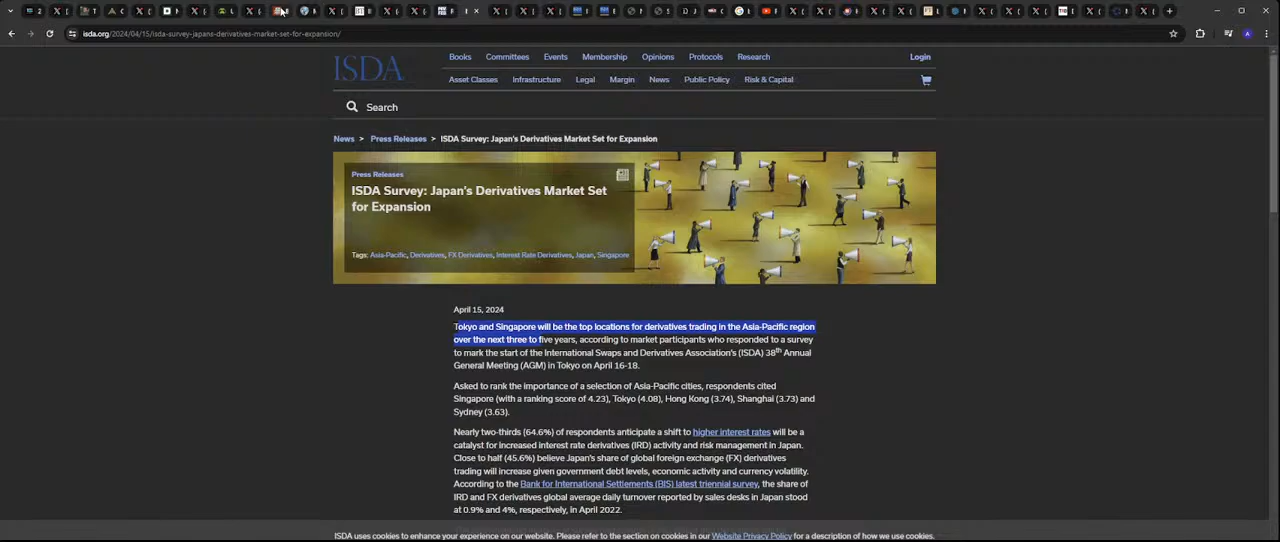 isda.org/2024/04/15/isda-survey-japans-derivatives-market-set-for-expansion/
ISDA
Books Committees Events Membership Opinions Protocols Research Login
Asset Classes Infrastructure Legal Margin News Public Policy Risk & Capital
Search
News > Press Releases > ISDA Survey: Japan's Derivatives Market Set for Expansion
Press Releases
ISDA Survey: Japan's Derivatives Market Set
for Expansion
Tags: Asia-Pacific, Derivatives, FX Derivatives, Interest Rate Derivatives, Japan, Singapore
April 15, 2024
Tokyo and Singapore will be the top locations for derivatives trading in the Asia-Pacific region
over the next three to five years, according to market participants who responded to a survey
to mark the start of the International Swaps and Derivatives Association's (ISDA) 38th Annual
General Meeting (AGM) in Tokyo on April 16-18.
Asked to rank the importance of a selection of Asia-Pacific cities, respondents cited
Singapore (with a ranking score of 4.23), Tokyo (4.08), Hong Kong (3.74), Shanghai (3.73) and
Sydney (3.63).
Nearly two-thirds (64.6%) of respondents anticipate a shift to higher interest rates will be a
catalyst for increased interest rate derivatives (IRD) activity and risk management in Japan.
Close to half (45.6%) believe Japan's share of global foreign exchange (FX) derivatives
trading will increase given government debt levels, economic activity and currency volatility.
According to the Bank for International Settlements (BIS) latest triennial survey, the share of
IRD and FX derivatives global average daily turnover reported by sales desks in Japan stood
at 0.9% and 4%, respectively, in April 2022.
ISDA uses cookies to enhance your experience on our website. Please refer to the section on cookies in our Website Privacy Policy for a description of how we use cookies.